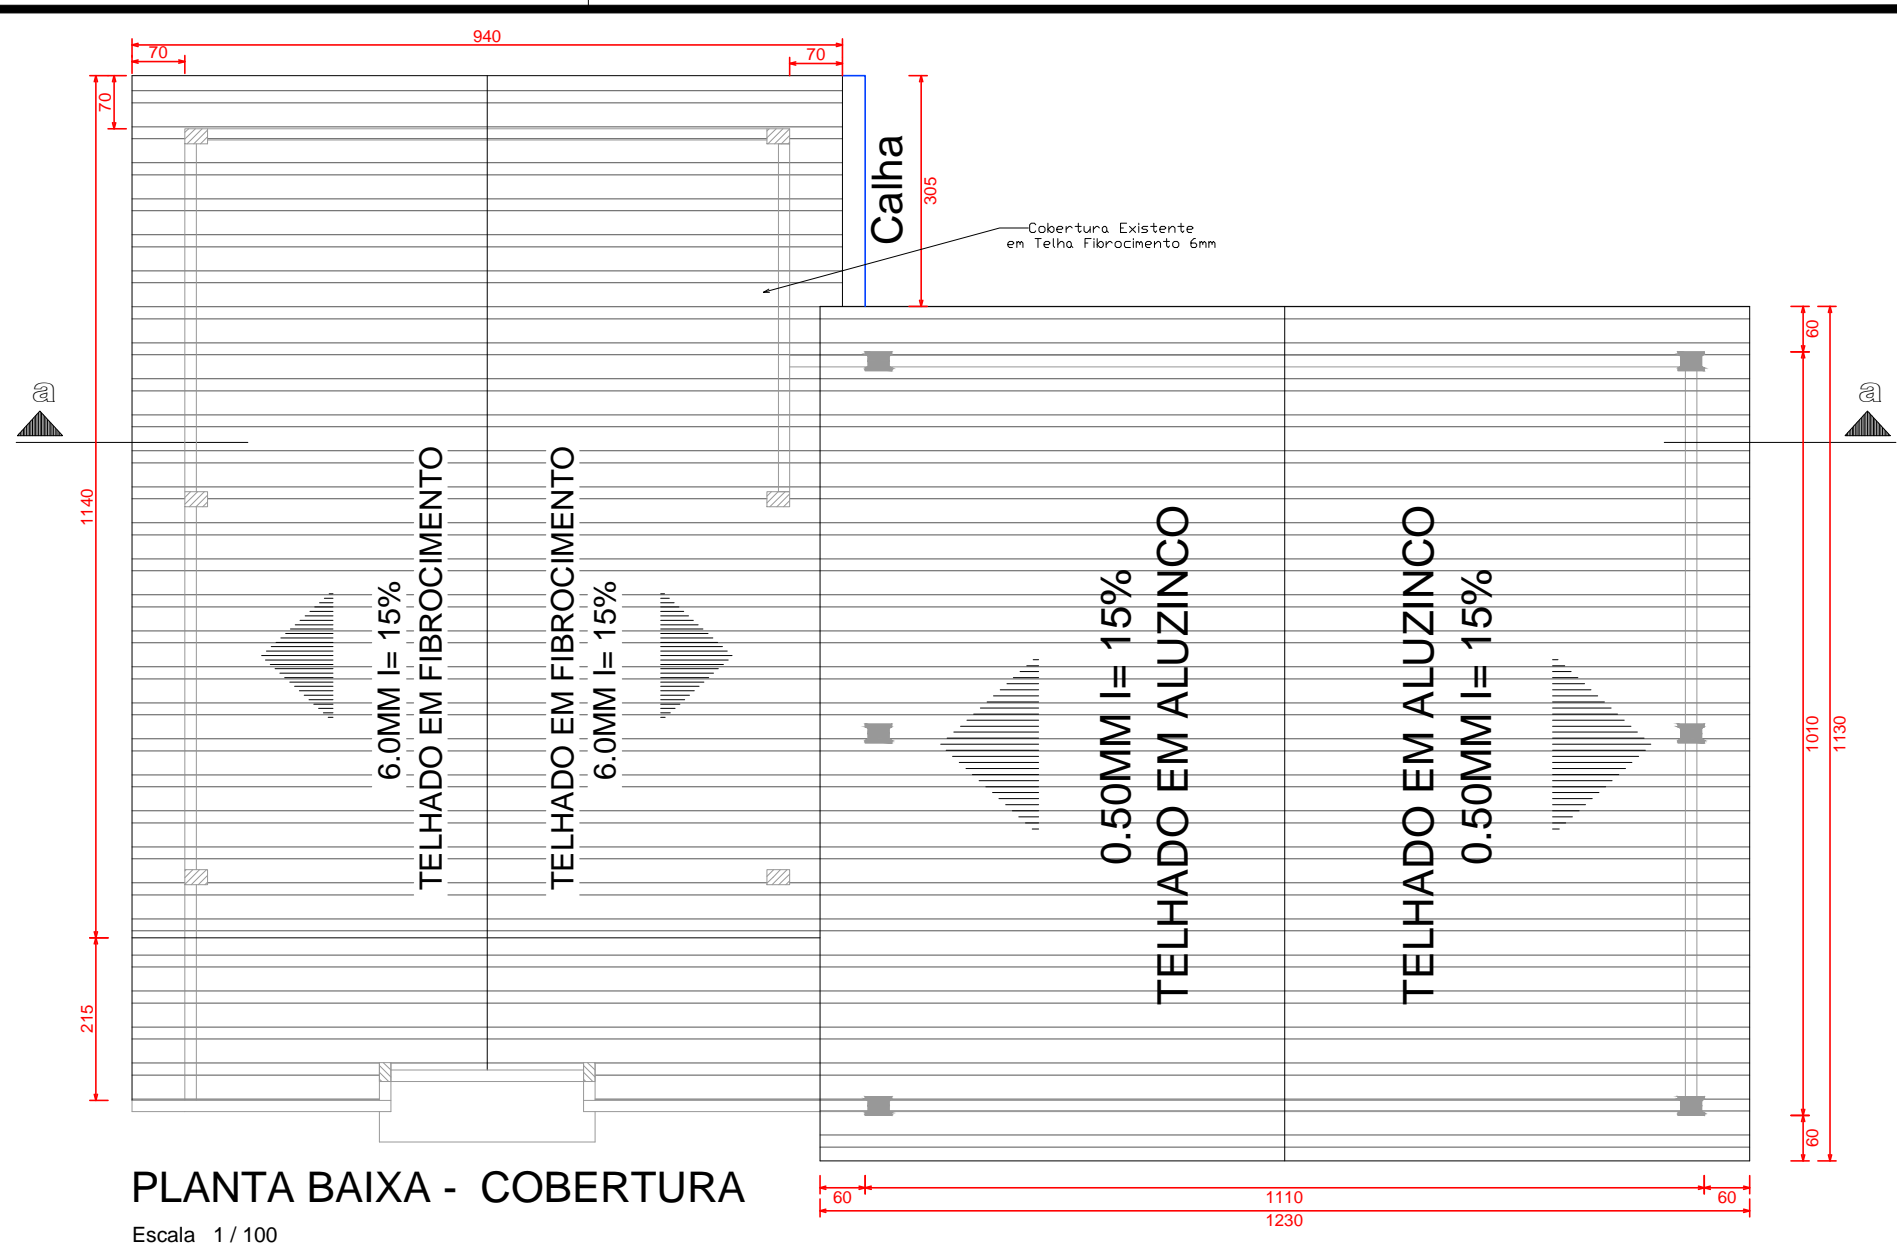 940
70
70
70
Calha
305
Cobertura Existente
em Telha Fibrocimento 6mm
60
a
a
1140
TELHADO EM FIBROCIMENTO
6.0MM I= 15%
TELHADO EM FIBROCIMENTO
6.0MM I= 15%
TELHADO EM ALUZINCO
0.50MM I= 15%
TELHADO EM ALUZINCO
0.50MM I= 15%
1010
1130
215
60
PLANTA BAIXA - COBERTURA
60
1110
60
1230
Escala 1 / 100